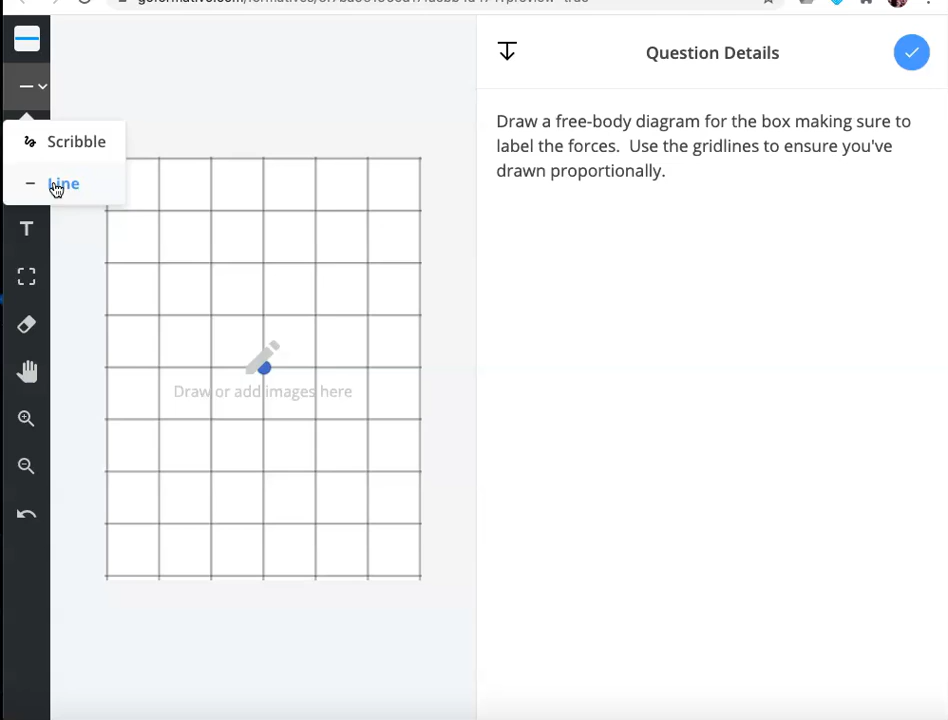 Question Details
Scribble
Line
T
Draw a free-body diagram for the box making sure to
label the forces. Use the gridlines to ensure you've
drawn proportionally.
Draw or add images here